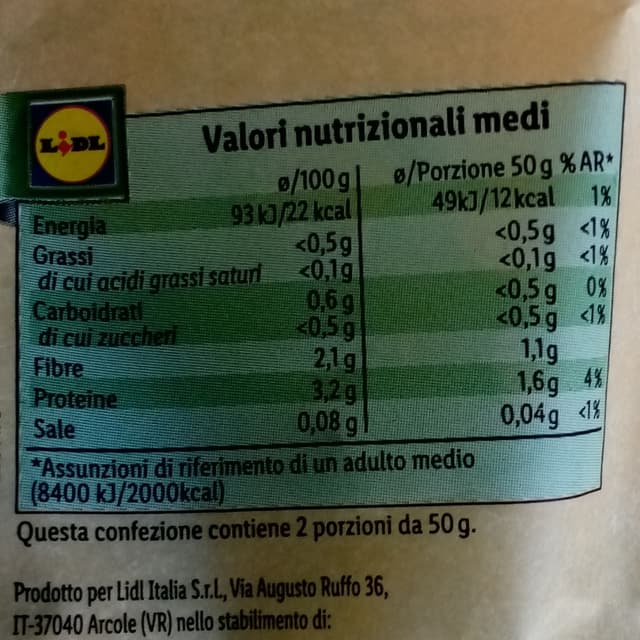 LIDL
Valori nutrizionali medi
ø/100g ø/Porzione 50g %AR*
Energia 93 kJ/22 kcal 49kJ/12kcal 1%
Grassi <0,5g <0,5g <1%
di cui acidi grassi saturi <0,1g <0,1g <1%
Carboidrati 0,6g <0,5g 0%
di cui zuccheri <0,5g <0,5g <1%
Fibre 2,1g 1,1g
Proteine 3,2g 1,6g 4%
Sale 0,08g 0,04g <1%
*Assunzioni di riferimento di un adulto medio
(8400 kJ/2000kcal)
Questa confezione contiene 2 porzioni da 50g.
Prodotto per Lidl Italia S.r.l., Via Augusto Ruffo 36,
IT-37040 Arcole (VR) nello stabilimento di: